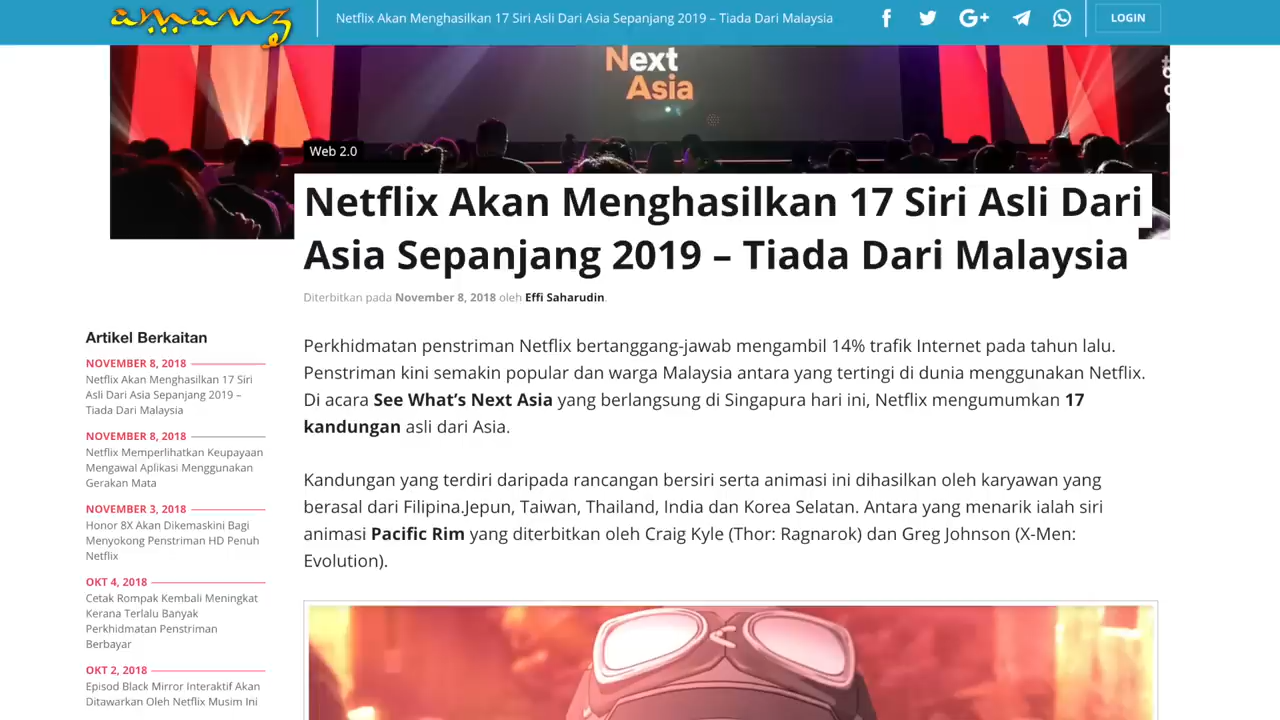 amanz
Netflix Akan Menghasilkan 17 Siri Asli Dari Asia Sepanjang 2019 – Tiada Dari Malaysia
LOGIN
Next
Asia
Web 2.0
Netflix Akan Menghasilkan 17 Siri Asli Dari
Asia Sepanjang 2019 – Tiada Dari Malaysia
Diterbitkan pada November 8, 2018 oleh Effi Saharudin.
Artikel Berkaitan
NOVEMBER 8, 2018
Netflix Akan Menghasilkan 17 Siri
Asli Dari Asia Sepanjang 2019 –
Tiada Dari Malaysia
NOVEMBER 8, 2018
Netflix Memperlihatkan Keupayaan
Mengawal Aplikasi Menggunakan
Gerakan Mata
NOVEMBER 3, 2018
Honor 8X Akan Dikemaskini Bagi
Menyokong Penstriman HD Penuh
Netflix
OKT 4, 2018
Cetak Rompak Kembali Meningkat
Kerana Terlalu Banyak
Perkhidmatan Penstriman
Berbayar
OKT 2, 2018
Episod Black Mirror Interaktif Akan
Ditawarkan Oleh Netflix Musim Ini
Perkhidmatan penstriman Netflix bertanggang-jawab mengambil 14% trafik Internet pada tahun lalu.
Penstriman kini semakin popular dan warga Malaysia antara yang tertingi di dunia menggunakan Netflix.
Di acara See What’s Next Asia yang berlangsung di Singapura hari ini, Netflix mengumumkan 17
kandungan asli dari Asia.
Kandungan yang terdiri daripada rancangan bersiri serta animasi ini dihasilkan oleh karyawan yang
berasal dari Filipina.Jepun, Taiwan, Thailand, India dan Korea Selatan. Antara yang menarik ialah siri
animasi Pacific Rim yang diterbitkan oleh Craig Kyle (Thor: Ragnarok) dan Greg Johnson (X-Men:
Evolution).